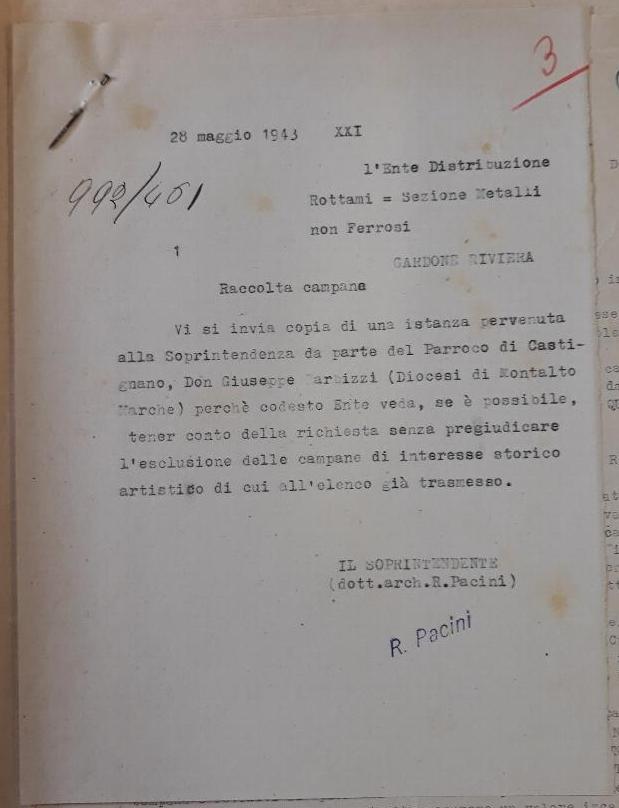 3
28 maggio 1943 XXI
992/461
l'Ente Distribuzione
Rottami = Sezione Metalli
non Ferrosi
1
GARDONE RIVIERA
Raccolta campane
Vi si invia copia di una istanza pervenuta
alla Soprintendenza da parte del Parroco di Casti-
gnano, Don Giuseppe (Diocesi di Montalto
Marche) perchè codesto Ente veda, se è possibile,
tener conto della richiesta senza pregiudicare
l'esclusione delle campane di interesse storico
artistico di cui all'elenco già trasmesso.
IL SOPRINTENDENTE
(dott.arch.R.Pacini)
R. Pacini